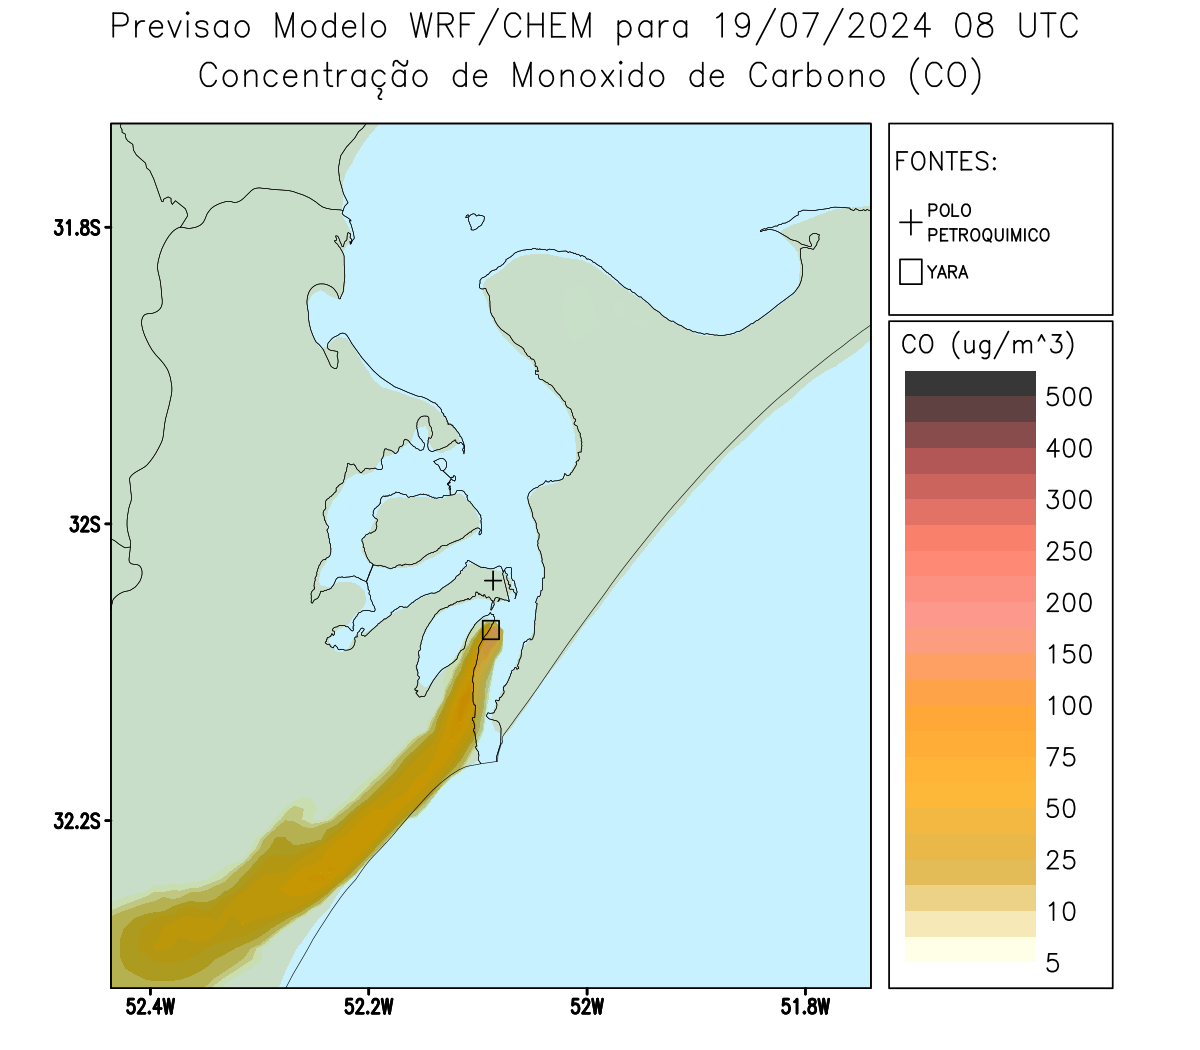 Previsao Modelo WRF/CHEM para 19/07/2024 08 UTC
Concentração de Monoxido de Carbono (CO)
FONTES:
POLO
PETROQUIMICO
YARA
31.8S
32S
32.2S
52.4W
52.2W
52W
51.8W
CO (ug/m^3)
500
400
300
250
200
150
100
75
50
25
10
5